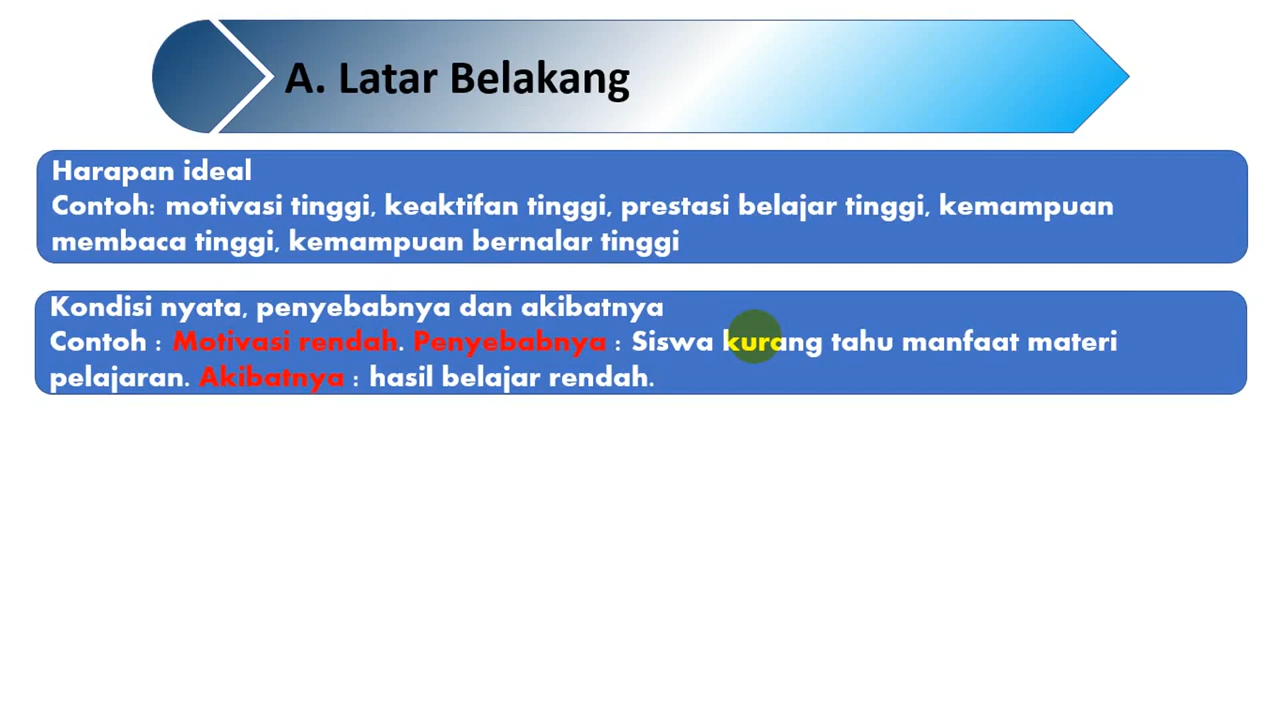 A. Latar Belakang
Harapan ideal
Contoh: motivasi tinggi, keaktifan tinggi, prestasi belajar tinggi, kemampuan
membaca tinggi, kemampuan bernalar tinggi
Kondisi nyata, penyebabnya dan akibatnya
Contoh : Motivasi rendah. Penyebabnya : Siswa kurang tahu manfaat materi
pelajaran. Akibatnya : hasil belajar rendah.